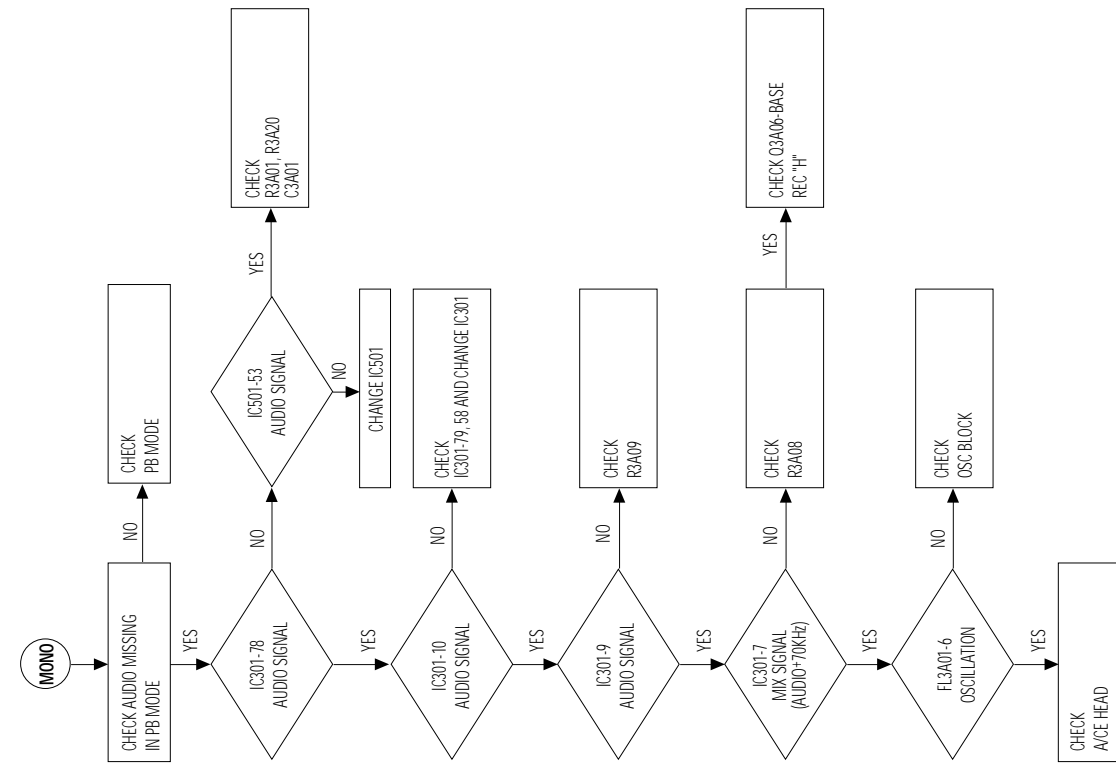 MONO
CHECK AUDIO MISSING
IN PB MODE
NO
CHECK
PB MODE
YES
IC301-78
AUDIO SIGNAL
NO
IC501-53
AUDIO SIGNAL
YES
CHECK
R3A01, R3A20
C3A01
NO
CHANGE IC501
YES
IC301-10
AUDIO SIGNAL
NO
CHECK
IC301-79, 58 AND CHANGE IC301
YES
IC301-9
AUDIO SIGNAL
NO
CHECK
R3A09
YES
IC301-7
MIX SIGNAL
(AUDIO+70KHz)
NO
CHECK
R3A08
YES
CHECK Q3A06-BASE
REC "H"
YES
FL3A01-6
OSCILLATION
NO
CHECK
OSC BLOCK
YES
CHECK
A/CE HEAD